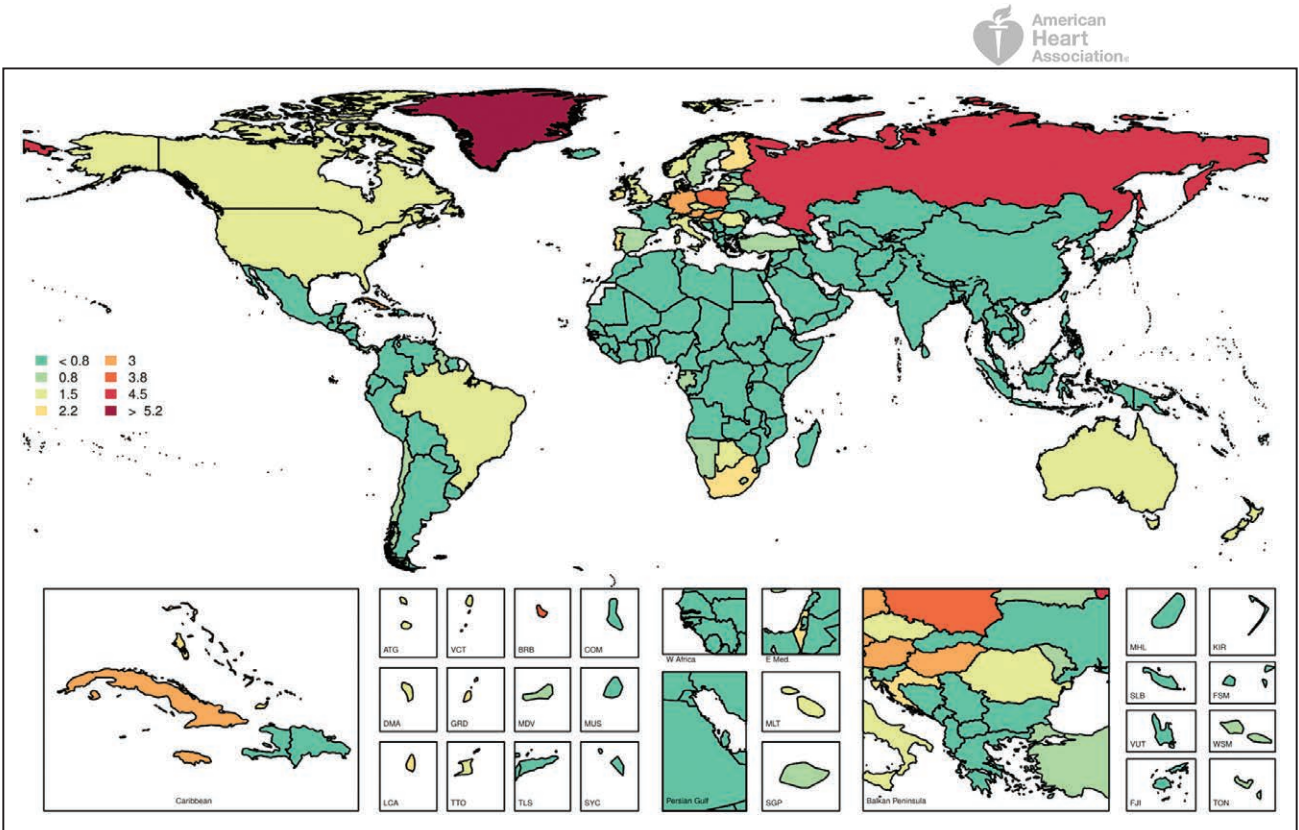 American
Heart
Association®
< 0.8
3
0.8
3.8
1.5
4.5
2.2
> 5.2
ATG
VCT
BRB
COM
W Africa
E Med.
MHL
KIR
DMA
GRD
MDV
MUS
MLT
SLB
FSM
LCA
TTO
TLS
SYC
Persian Gulf
SGP
VUT
WSM
Caribbean
Balkan Peninsula
FJI
TON